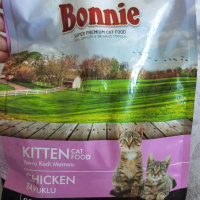 Bonnie
SUPER PREMIUM CAT FOOD
KITTEN CAT FOOD
Yavru Kedi Maması
CHICKEN
TAVUKLU